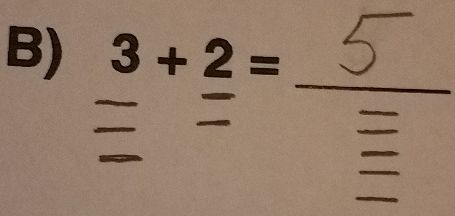 B) 3 + 2 = 5